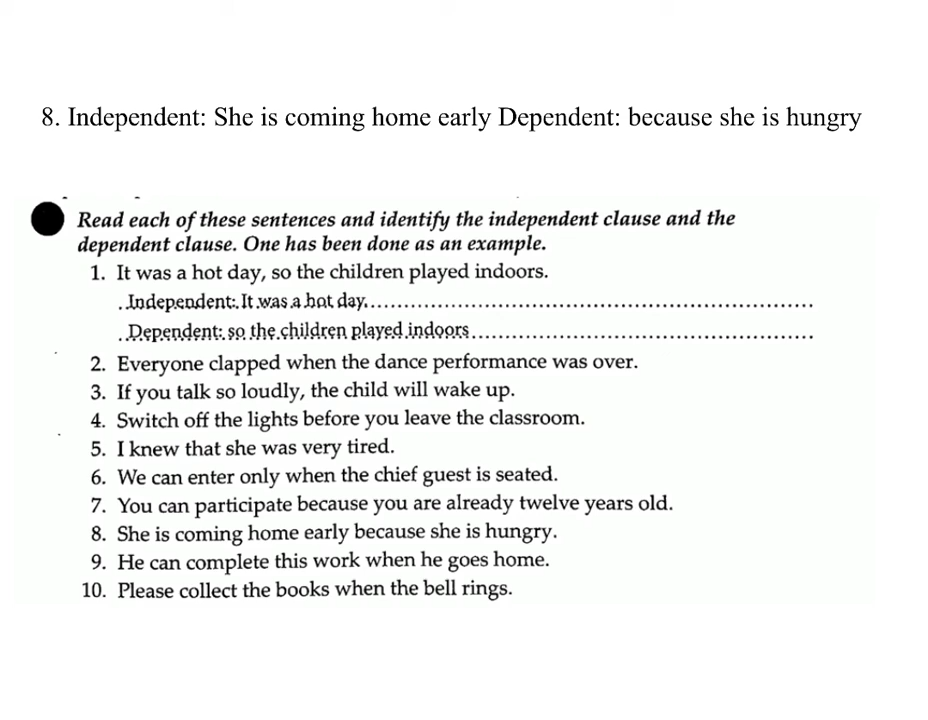 8. Independent: She is coming home early Dependent: because she is hungry
Read each of these sentences and identify the independent clause and the
dependent clause. One has been done as an example.
1. It was a hot day, so the children played indoors.
Independent: It was a hot day.
Dependent: so the children played indoors
2. Everyone clapped when the dance performance was over.
3. If you talk so loudly, the child will wake up.
4. Switch off the lights before you leave the classroom.
5. I knew that she was very tired.
6. We can enter only when the chief guest is seated.
7. You can participate because you are already twelve years old.
8. She is coming home early because she is hungry.
9. He can complete this work when he goes home.
10. Please collect the books when the bell rings.